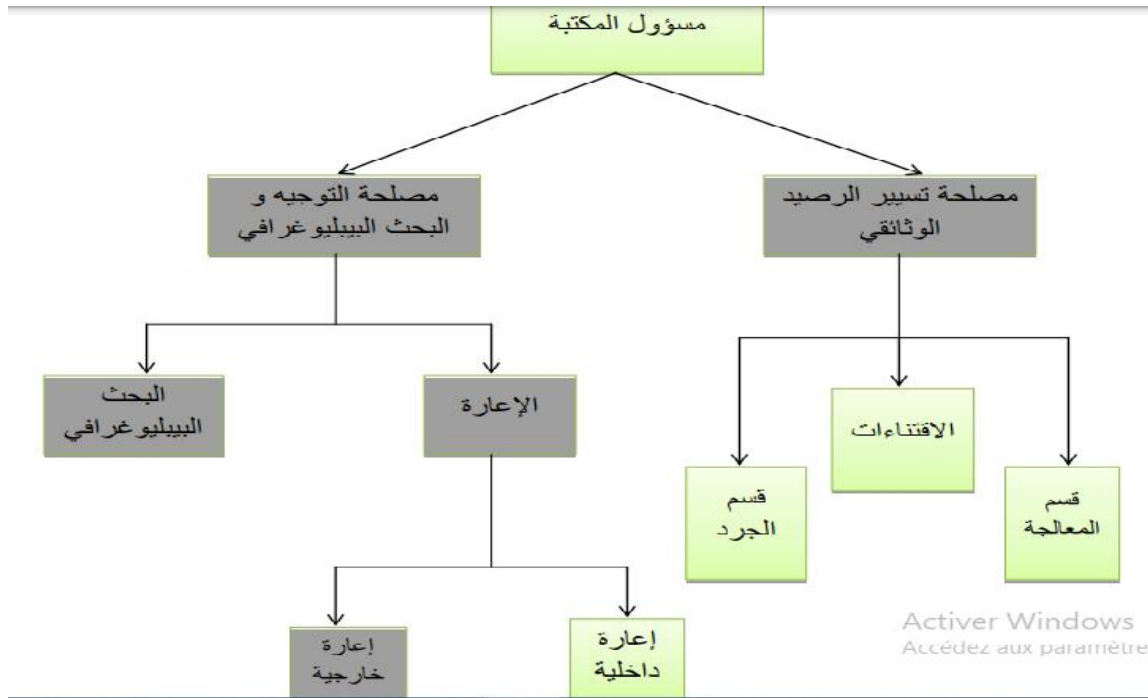 مسؤول المكتبة
مصلحة تسيير الرصيد
الوثائقي
مصلحة التوجيه و
البحث البيبليوغرافي
قسم
المعالجة
الاقتناءات
قسم
الجرد
الإعارة
البحث
البيبليوغرافي
إعارة
داخلية
إعارة
خارجية
Activer Windows
Accédez aux paramètre